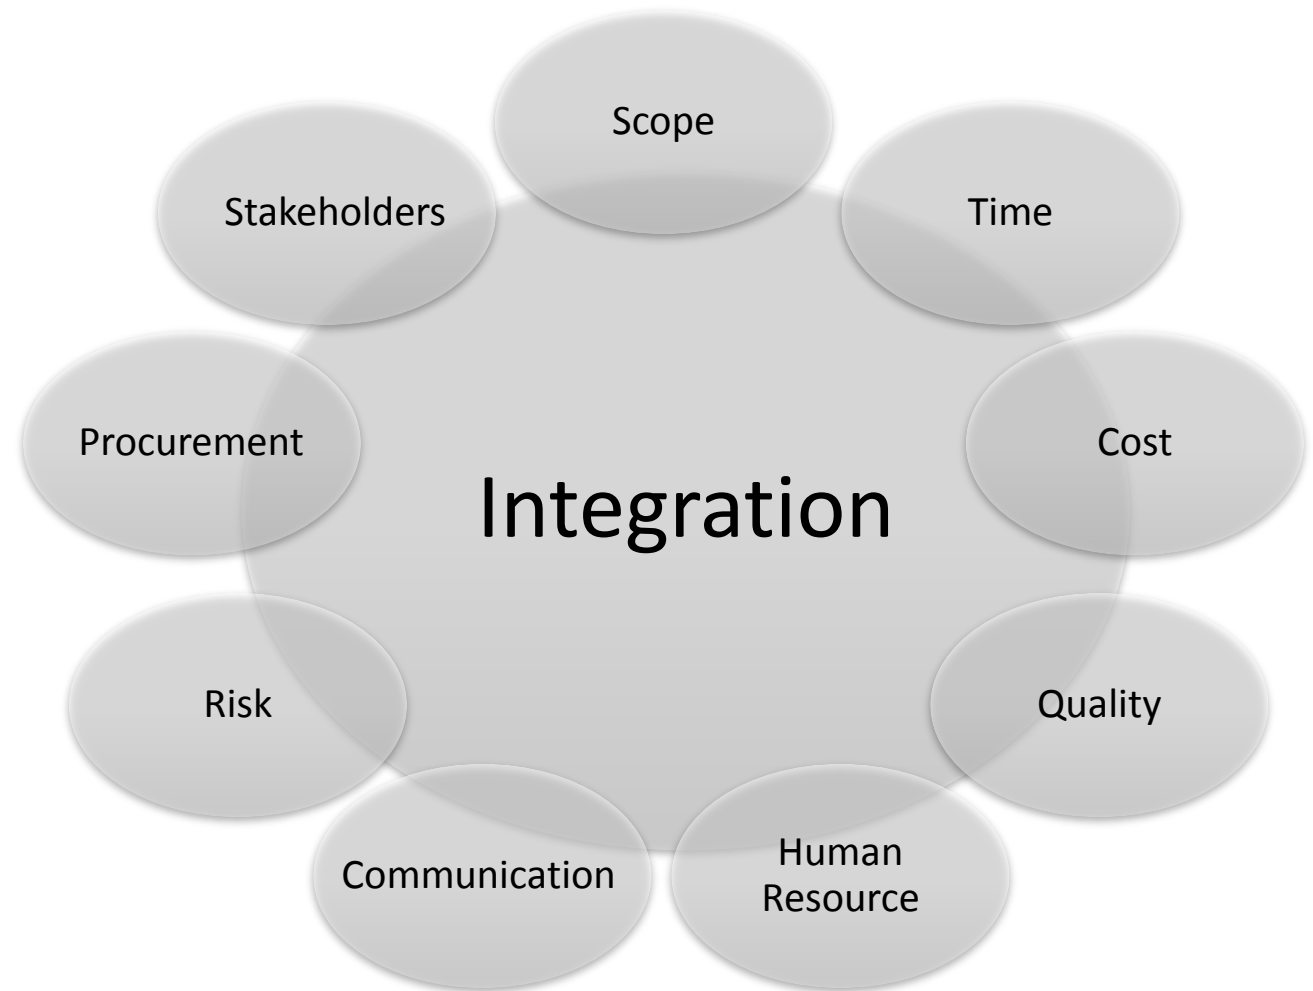 Scope
Stakeholders
Time
Procurement
Cost
Integration
Risk
Quality
Communication
Human
Resource